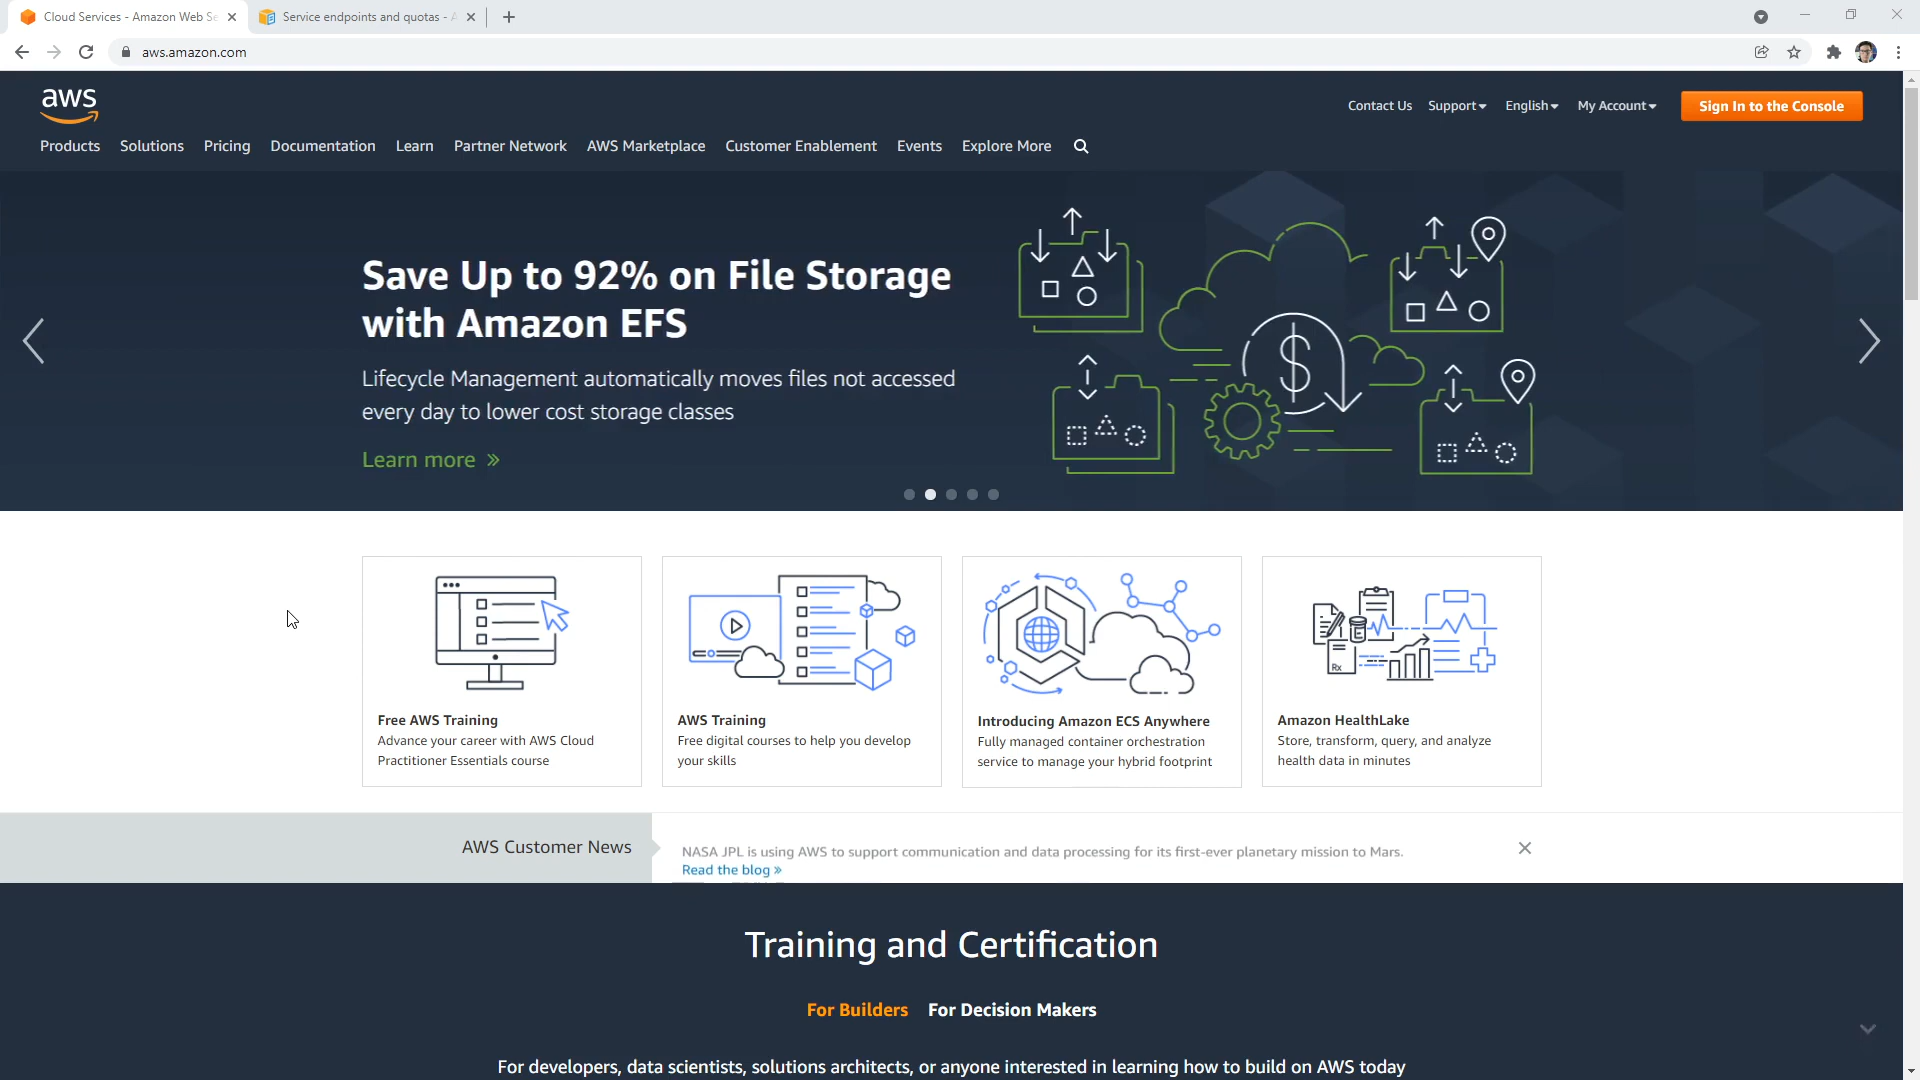 Cloud Services - Amazon Web Se
Service endpoints and quotas - A
aws.amazon.com
aws
Contact Us Support English My Account Sign In to the Console
Products Solutions Pricing Documentation Learn Partner Network AWS Marketplace Customer Enablement Events Explore More
Save Up to 92% on File Storage
with Amazon EFS
Lifecycle Management automatically moves files not accessed
every day to lower cost storage classes
Learn more »
$
Rx
Free AWS Training
Advance your career with AWS Cloud
Practitioner Essentials course
AWS Training
Free digital courses to help you develop
your skills
Introducing Amazon ECS Anywhere
Fully managed container orchestration
service to manage your hybrid footprint
Amazon HealthLake
Store, transform, query, and analyze
health data in minutes
AWS Customer News
NASA JPL is using AWS to support communication and data processing for its first-ever planetary mission to Mars.
Read the blog »
Training and Certification
For Builders For Decision Makers
For developers, data scientists, solutions architects, or anyone interested in learning how to build on AWS today